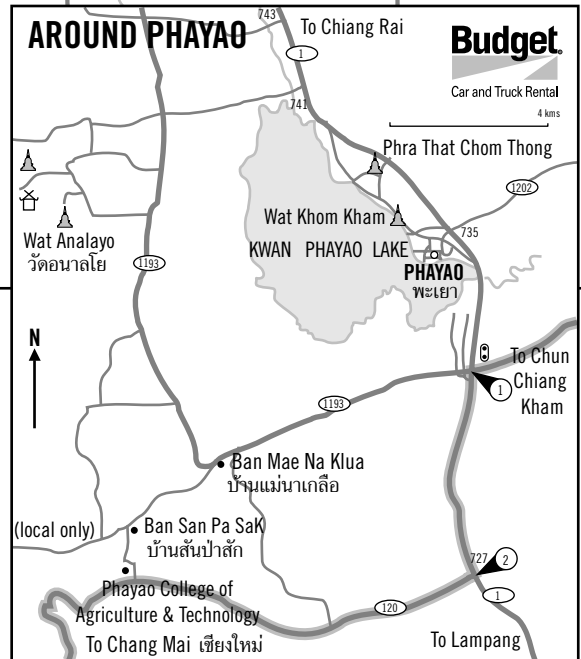 AROUND PHAYAO
743
To Chiang Rai
1
Budget.
Car and Truck Rental
741
4 kms
Phra That Chom Thong
1202
Wat Khom Kham
735
Wat Analayo
วัดอนาลโย
1193
KWAN PHAYAO LAKE
PHAYAO
พะเยา
N
To Chun
Chiang
Kham
1
1193
Ban Mae Na Klua
บ้านแม่นาเกลือ
(local only)
Ban San Pa SaK
บ้านสันป่าสัก
727
2
Phayao College of
Agriculture & Technology
1
120
To Chang Mai เชียงใหม่
To Lampang